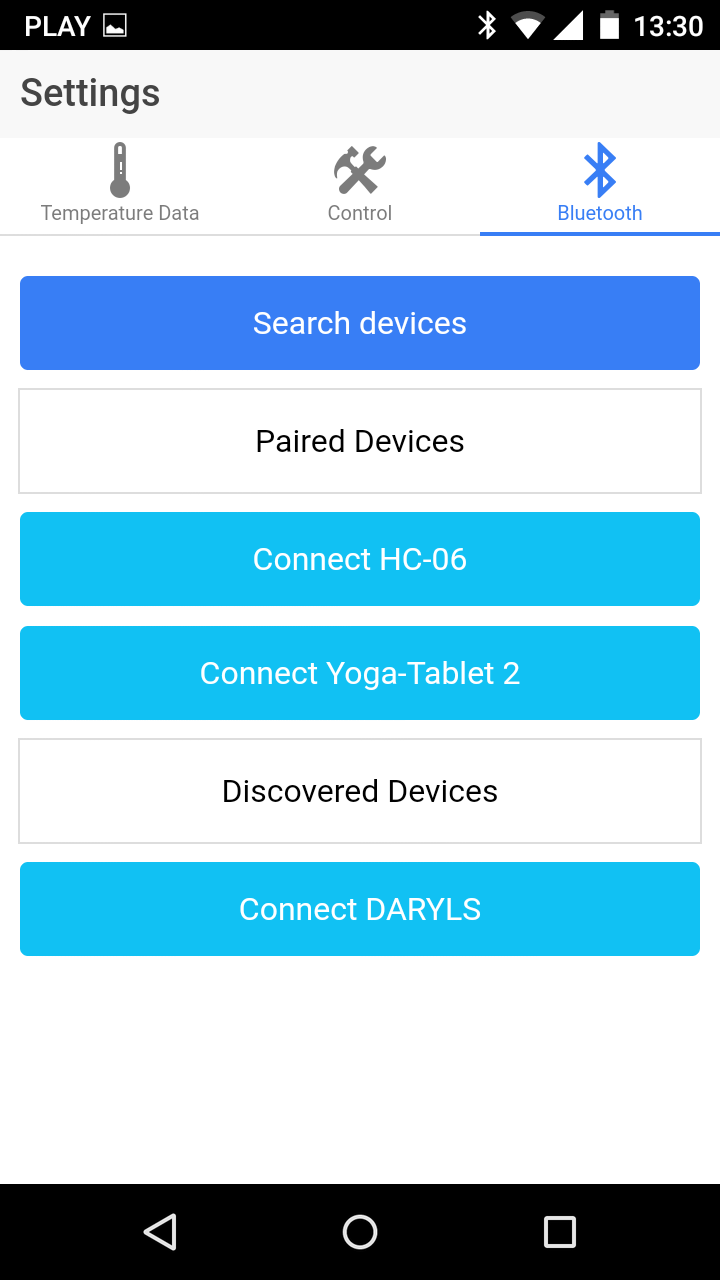 PLAY 13:30
Settings
Temperature Data Control Bluetooth
Search devices
Paired Devices
Connect HC-06
Connect Yoga-Tablet 2
Discovered Devices
Connect DARYLS